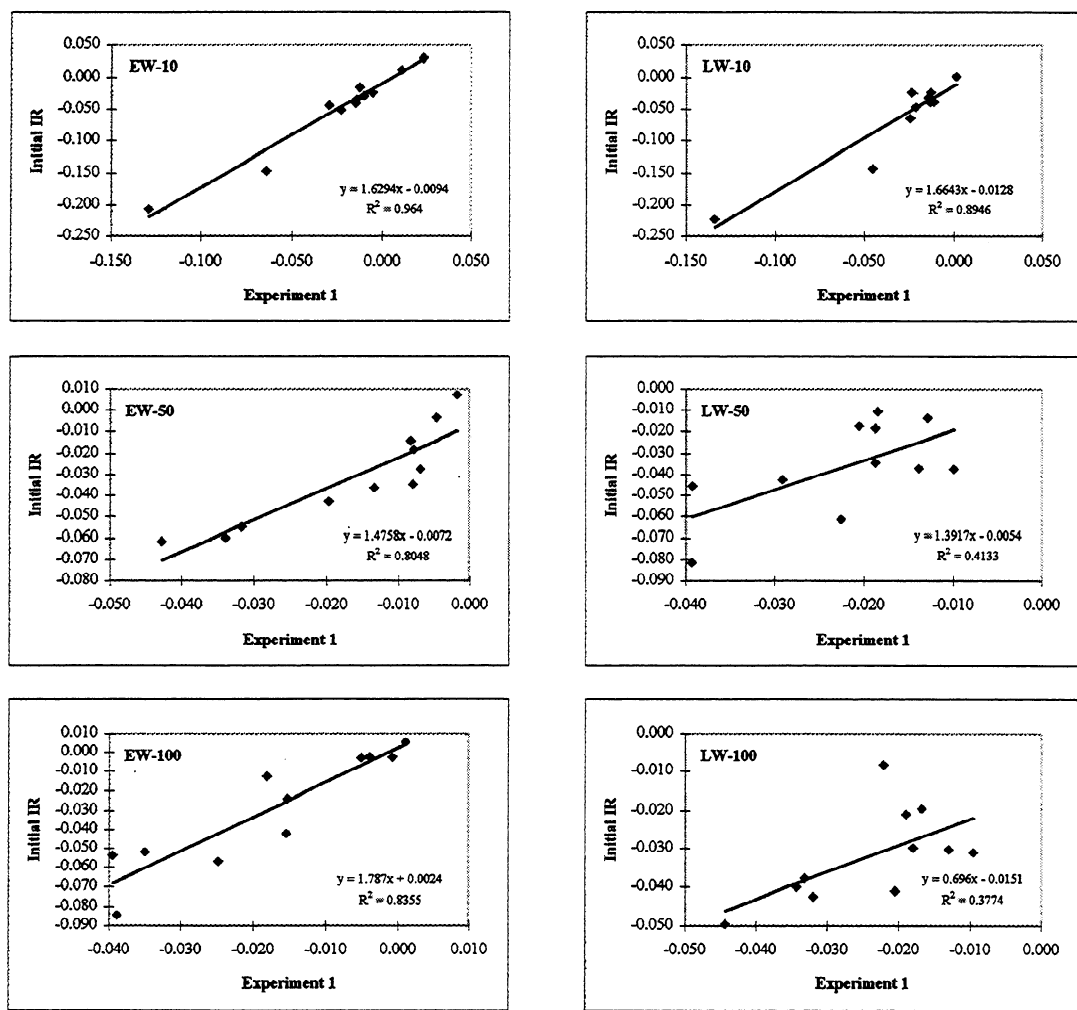 EW-10
0.050
0.000
-0.050
-0.100
-0.150
-0.200
-0.250
Initial IR
y = 1.6294x - 0.0094
R² = 0.964
-0.150 -0.100 -0.050 0.000 0.050
Experiment 1
LW-10
0.050
0.000
-0.050
-0.100
-0.150
-0.200
-0.250
Initial IR
y = 1.6643x - 0.0128
R² = 0.8946
-0.150 -0.100 -0.050 0.000 0.050
Experiment 1
EW-50
0.010
0.000
-0.010
-0.020
-0.030
-0.040
-0.050
-0.060
-0.070
-0.080
Initial IR
y = 1.4758x - 0.0072
R² = 0.8048
-0.050 -0.040 -0.030 -0.020 -0.010 0.000
Experiment 1
LW-50
0.000
-0.010
-0.020
-0.030
-0.040
-0.050
-0.060
-0.070
-0.080
-0.090
Initial IR
y = 1.3917x - 0.0054
R² = 0.4133
-0.040 -0.030 -0.020 -0.010 0.000
Experiment 1
EW-100
0.010
0.000
-0.010
-0.020
-0.030
-0.040
-0.050
-0.060
-0.070
-0.080
-0.090
Initial IR
y = 1.787x + 0.0024
R² = 0.8355
-0.040 -0.030 -0.020 -0.010 0.000 0.010
Experiment 1
LW-100
0.000
-0.010
-0.020
-0.030
-0.040
-0.050
Initial IR
y = 0.696x - 0.0151
R² = 0.3774
-0.050 -0.040 -0.030 -0.020 -0.010 0.000
Experiment 1